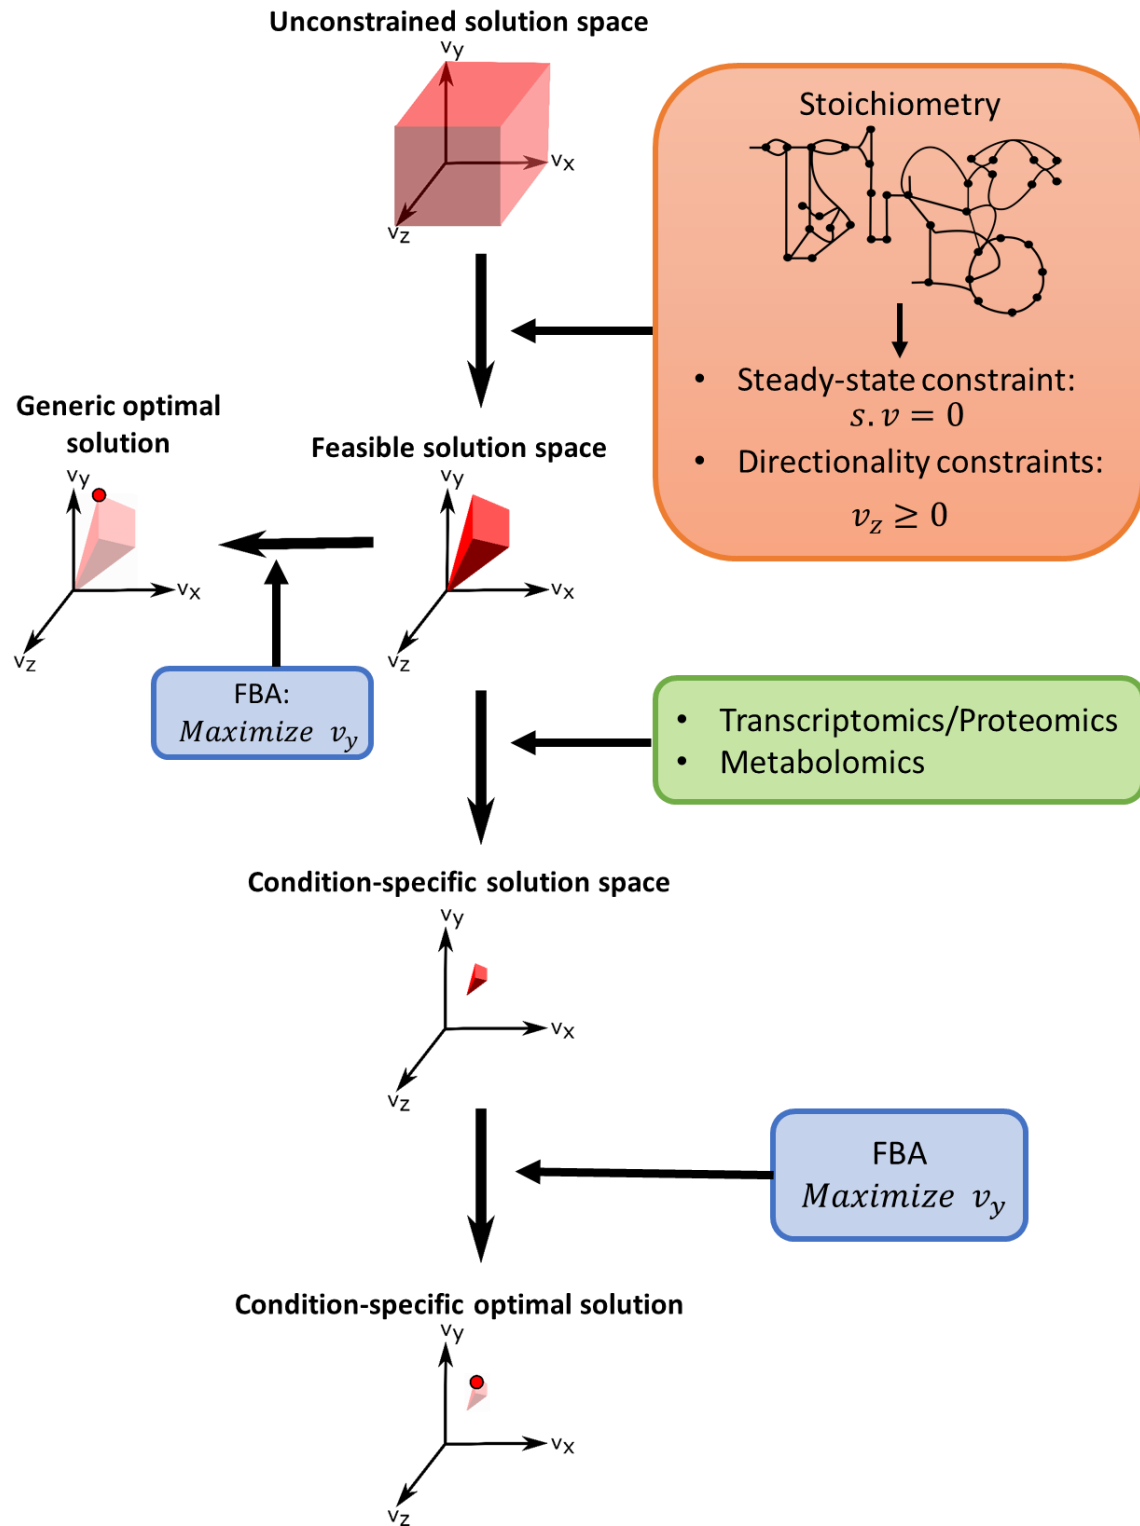 Unconstrained solution space
vy
vx
vz
Stoichiometry
• Steady-state constraint:
s. v = 0
• Directionality constraints:
vz ≥ 0
Generic optimal
solution
vy
vx
vz
Feasible solution space
vy
vx
vz
FBA:
Maximize vy
• Transcriptomics/Proteomics
• Metabolomics
Condition-specific solution space
vy
vx
vz
FBA
Maximize vy
Condition-specific optimal solution
vy
vx
vz